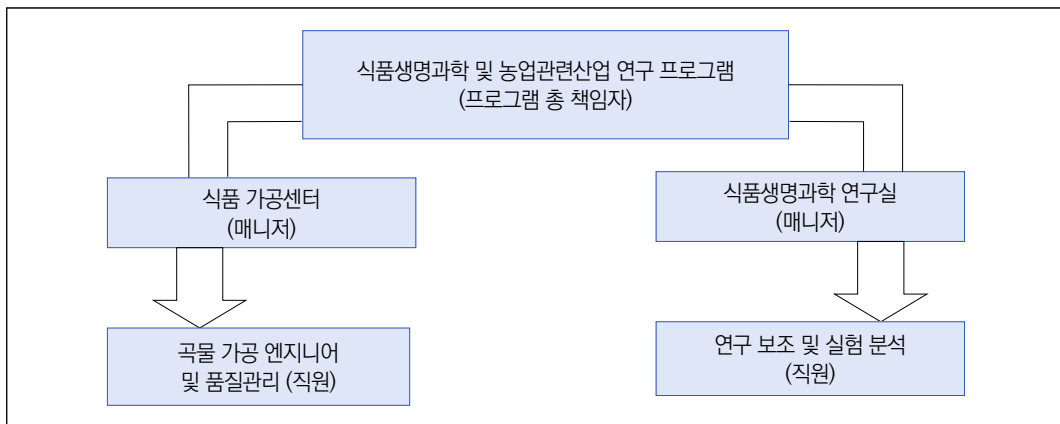 식품생명과학 및 농업관련산업 연구 프로그램
(프로그램 총 책임자)
식품 가공센터
(매니저)
식품생명과학 연구실
(매니저)
곡물 가공 엔지니어
및 품질관리 (직원)
연구 보조 및 실험 분석
(직원)